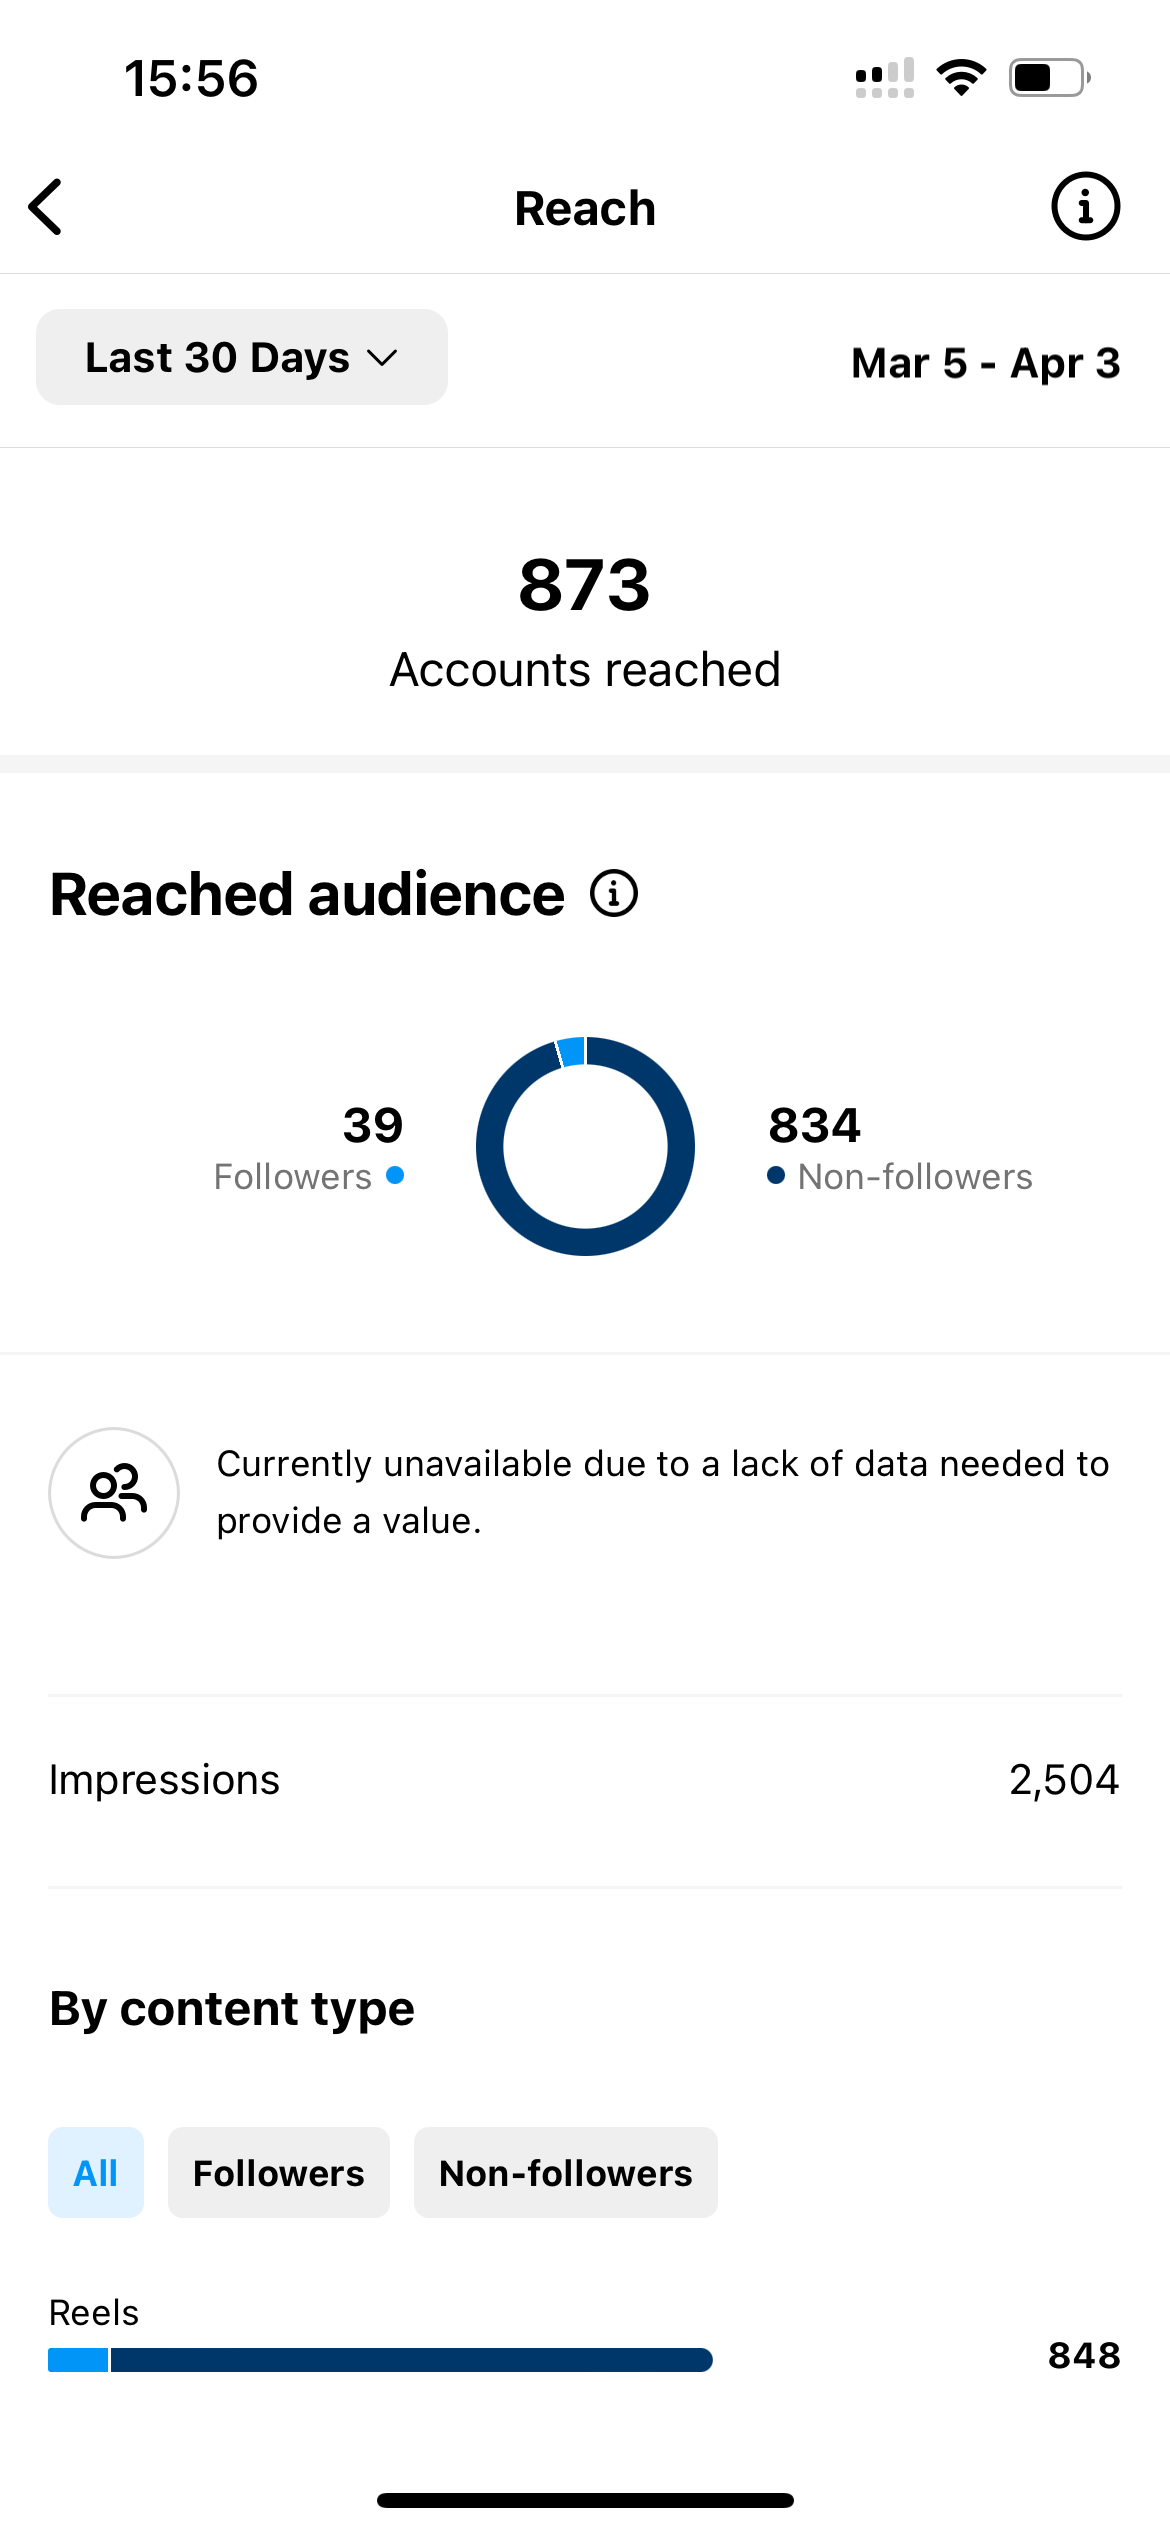 15:56
Reach
Last 30 Days
Mar 5 - Apr 3
873
Accounts reached
Reached audience
39
Followers
834
Non-followers
Currently unavailable due to a lack of data needed to
provide a value.
Impressions
2,504
By content type
All
Followers
Non-followers
Reels
848